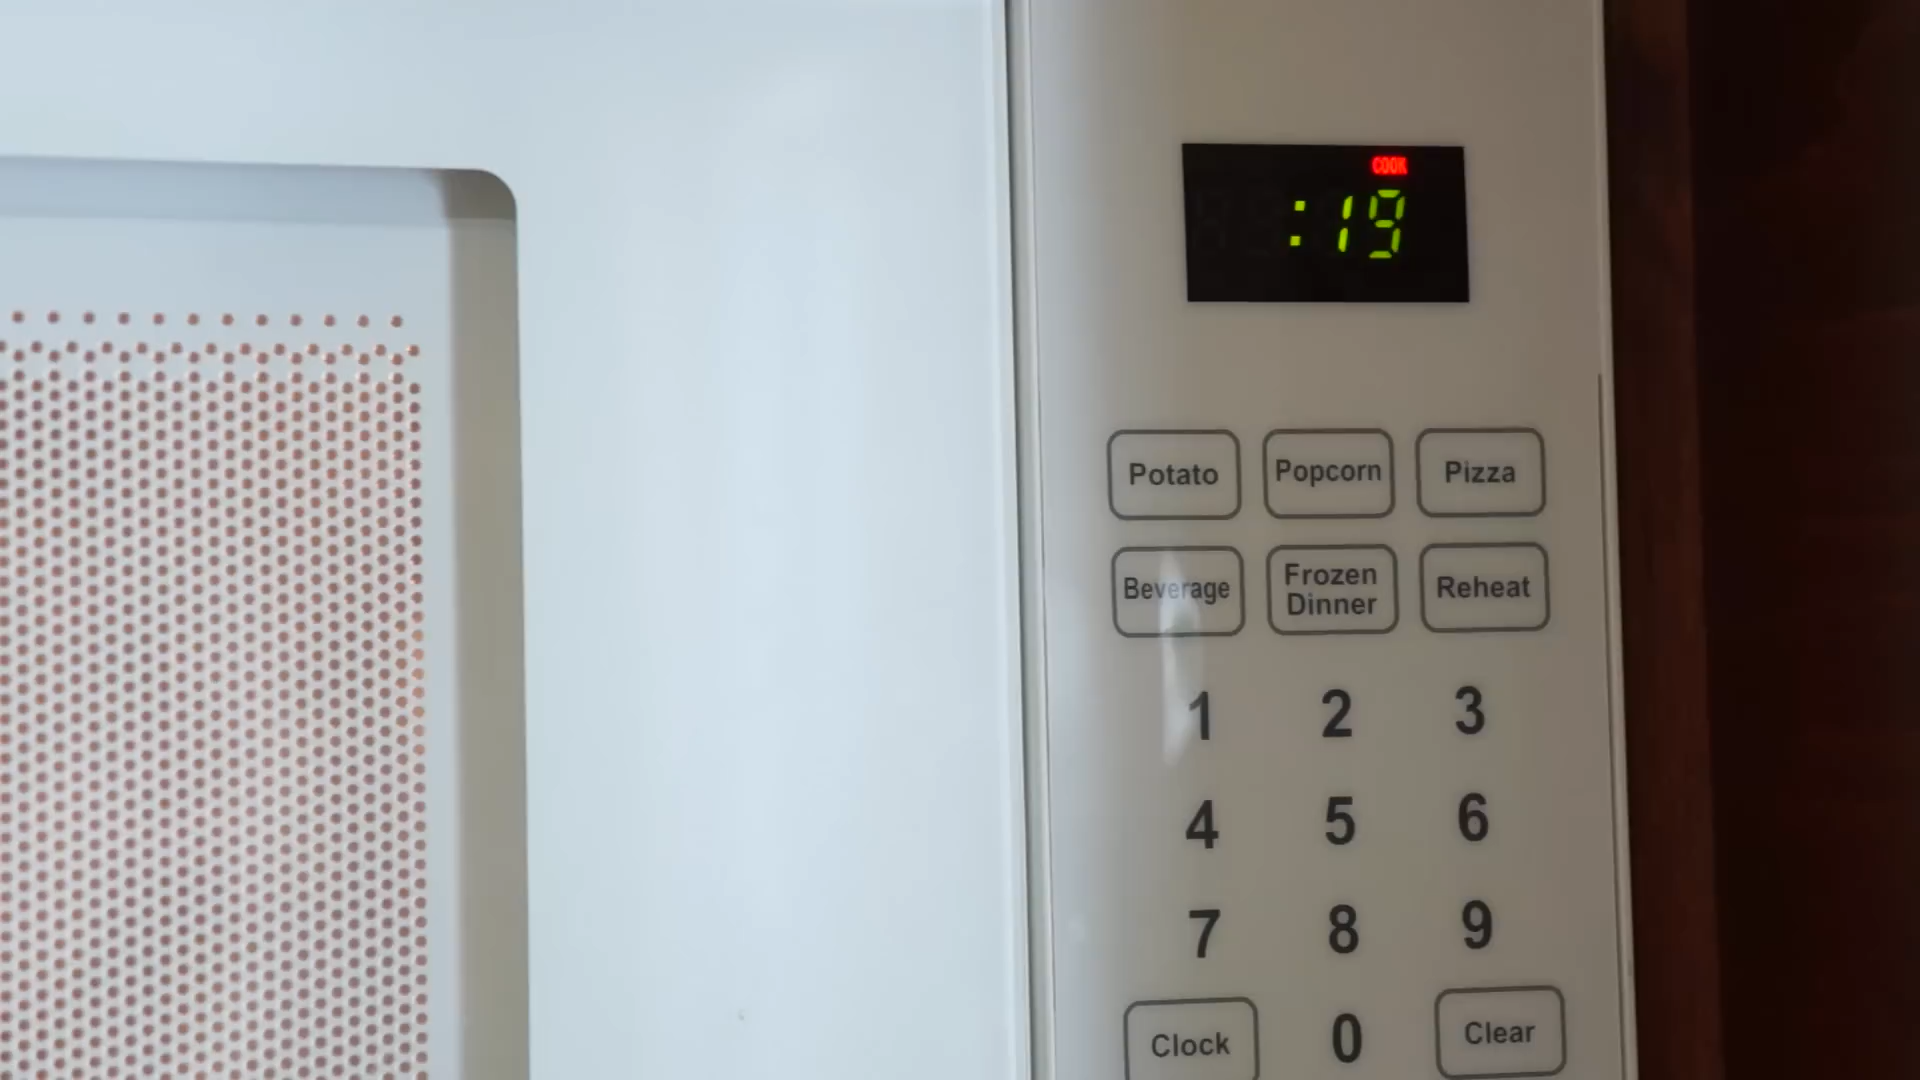 COOK
:19
Potato Popcorn Pizza
Beverage Frozen Dinner Reheat
1 2 3
4 5 6
7 8 9
Clock 0 Clear